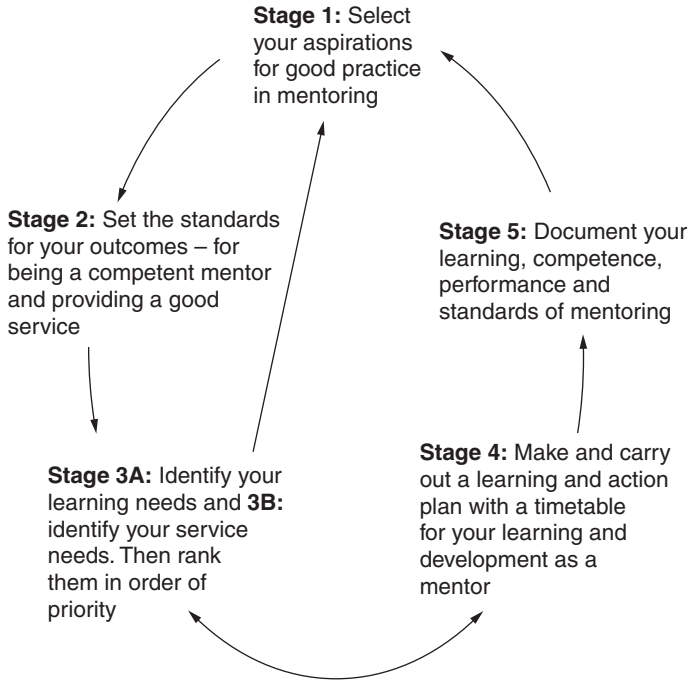 Stage 1: Select
your aspirations
for good practice
in mentoring
Stage 2: Set the standards
for your outcomes – for
being a competent mentor
and providing a good
service
Stage 3A: Identify your
learning needs and 3B:
identify your service
needs. Then rank
them in order of
priority
Stage 4: Make and carry
out a learning and action
plan with a timetable
for your learning and
development as a
mentor
Stage 5: Document your
learning, competence,
performance and
standards of mentoring